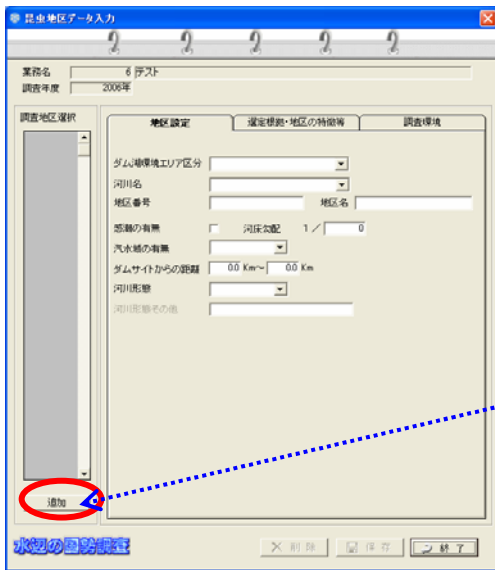 昆虫地区データ入力
業務名 6 テスト
調査年度 2006年
調査地区選択
地区設定 選定根拠・地区の特徴等 調査環境
ダム湖環境エリア区分
河川名
地区番号 地区名
感潮の有無 河床勾配 1／ 0
汽水域の有無
ダムサイトからの距離 0.0 Km～ 0.0 Km
河川形態
河川形態その他
追加
水辺の国勢調査
削除 保存 終了